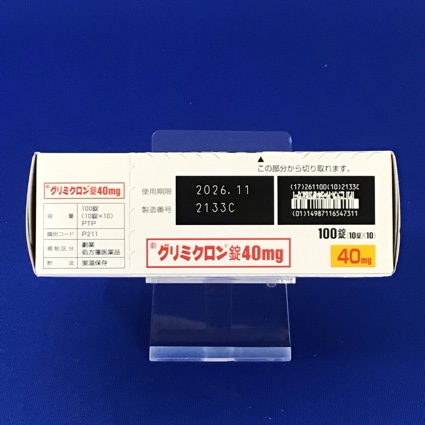 グリミクロン®錠40mg
容量 100錠
(10錠×10)
PTP
識別コード P211
規制区分 劇薬
処方箋医薬品
貯法 室温保存
▲
この部分から切り取れます。
使用期限 2026.11
製造番号 2133C
(17)261100(10)2133C
(01)14987116547311
劇 グリミクロン®錠40mg
100錠(10錠×10)
40mg